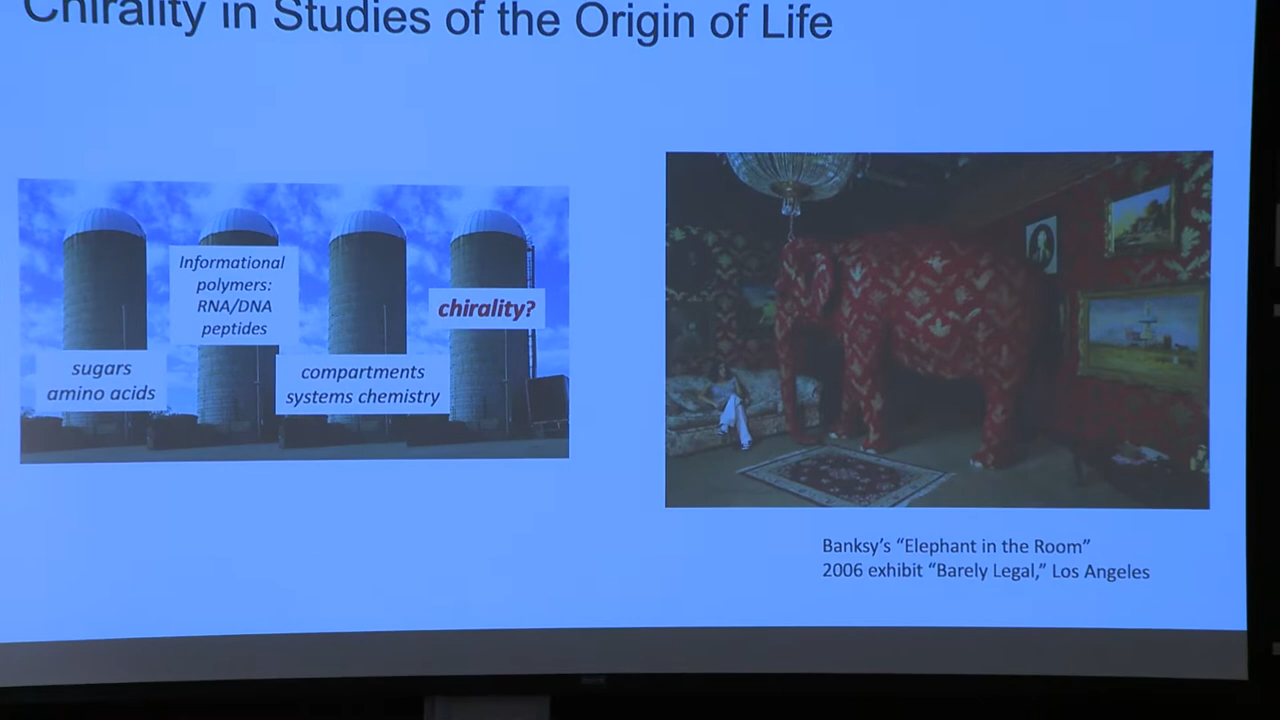 Chirality in Studies of the Origin of Life
sugars
amino acids
Informational
polymers:
RNA/DNA
peptides
compartments
systems chemistry
chirality?
Banksy's “Elephant in the Room”
2006 exhibit “Barely Legal,” Los Angeles